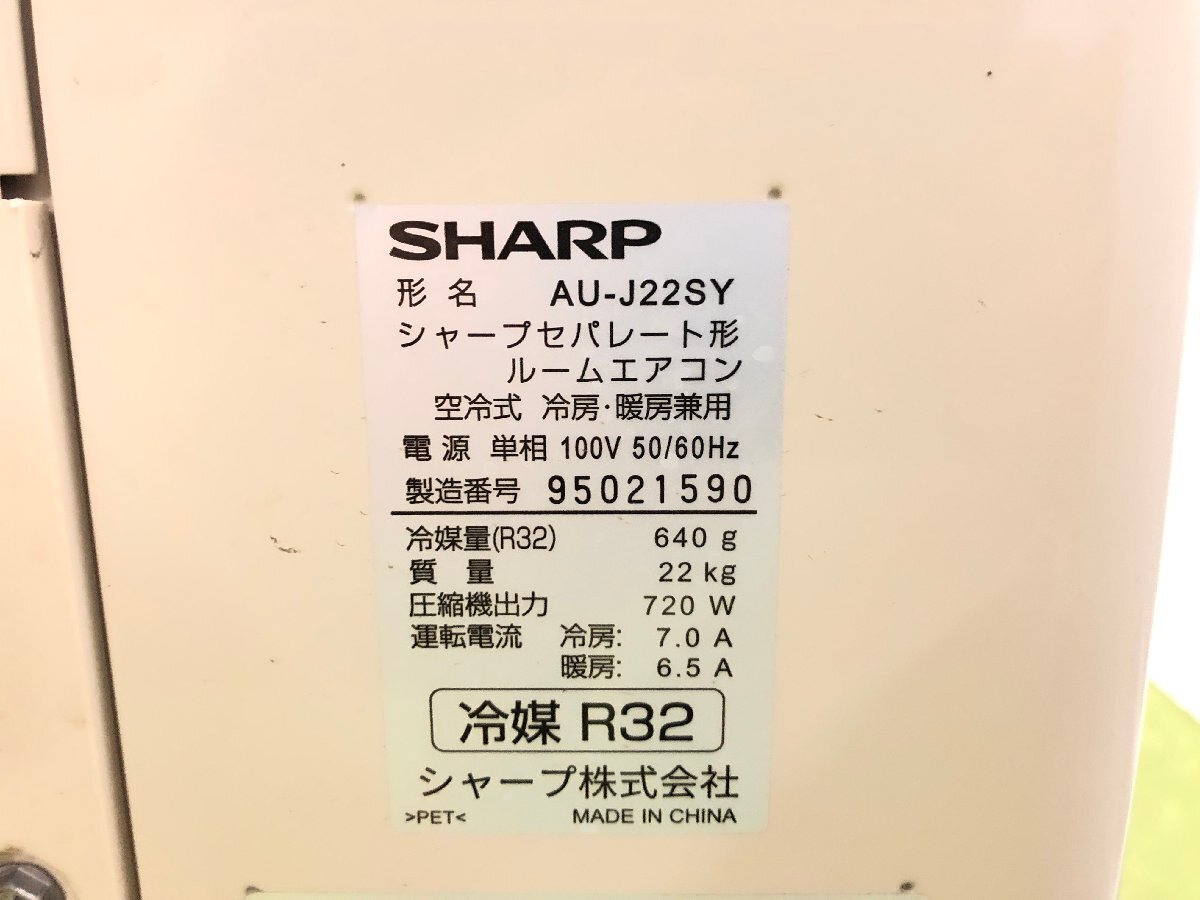 SHARP
形名 AU-J22SY
シャープセパレート形
ルームエアコン
空冷式 冷房・暖房兼用
電源 単相 100V 50/60Hz
製造番号 95021590
冷媒量(R32) 640 g
質量 22 kg
圧縮機出力 720 W
運転電流 冷房: 7.0 A
暖房: 6.5 A
冷媒 R32
シャープ株式会社
>PET< MADE IN CHINA